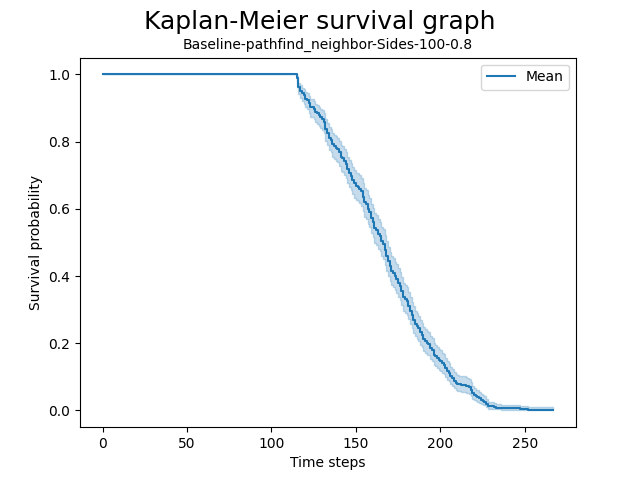 Kaplan-Meier survival graph
Baseline-pathfind_neighbor-Sides-100-0.8
Mean
Survival probability
1.0
0.8
0.6
0.4
0.2
0.0
0 50 100 150 200 250
Time steps